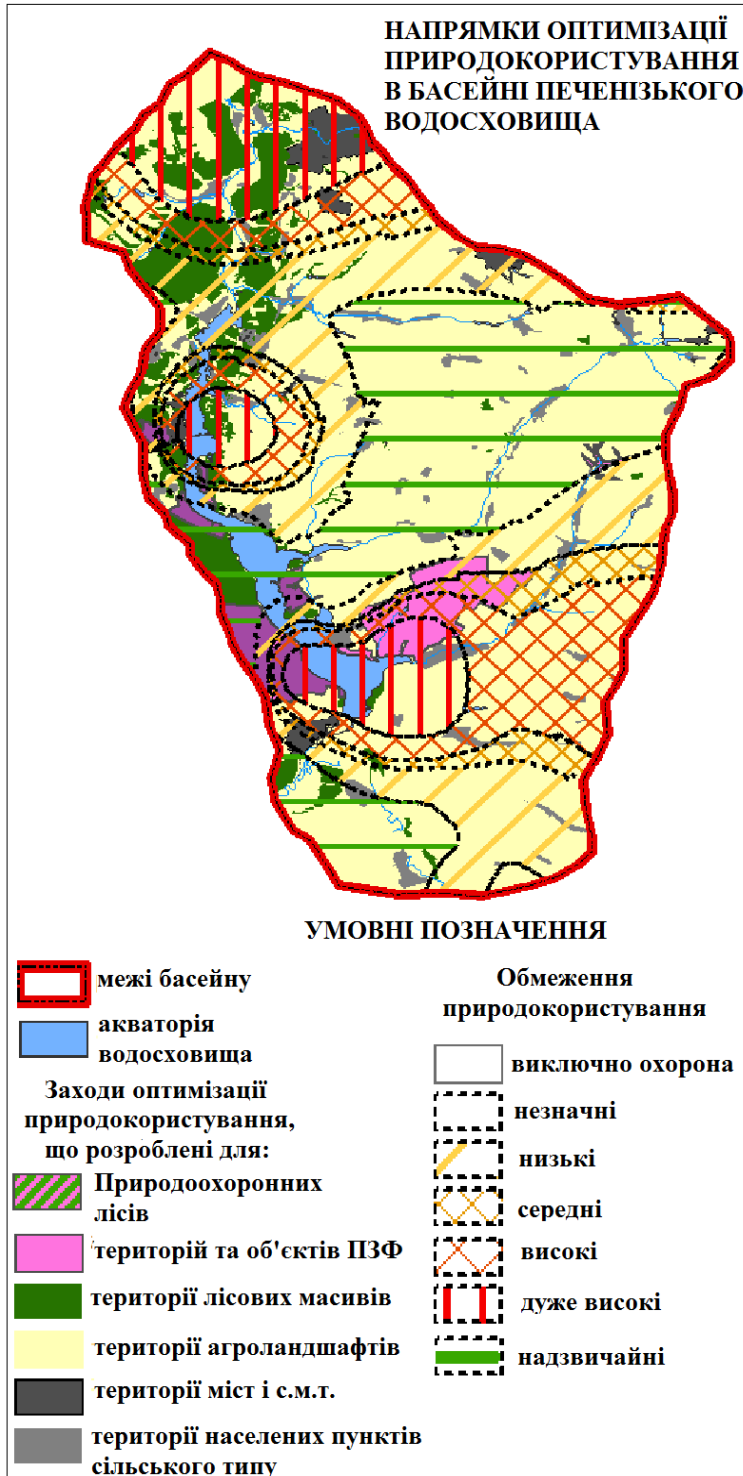 НАПРЯМКИ ОПТИМІЗАЦІЇ
ПРИРОДОКОРИСТУВАННЯ
В БАСЕЙНІ ПЕЧЕНІЗЬКОГО
ВОДОСХОВИЩА
УМОВНІ ПОЗНАЧЕННЯ
межі басейну
акваторія
водосховища
Заходи оптимізації
природокористування,
що розроблені для:
Природоохоронних
лісів
територій та об'єктів ПЗФ
території лісових масивів
території агроландшафтів
території міст і с.м.т.
території населених пунктів
сільського типу
Обмеження
природокористування
виключно охорона
незначні
низькі
середні
високі
дуже високі
надзвичайні